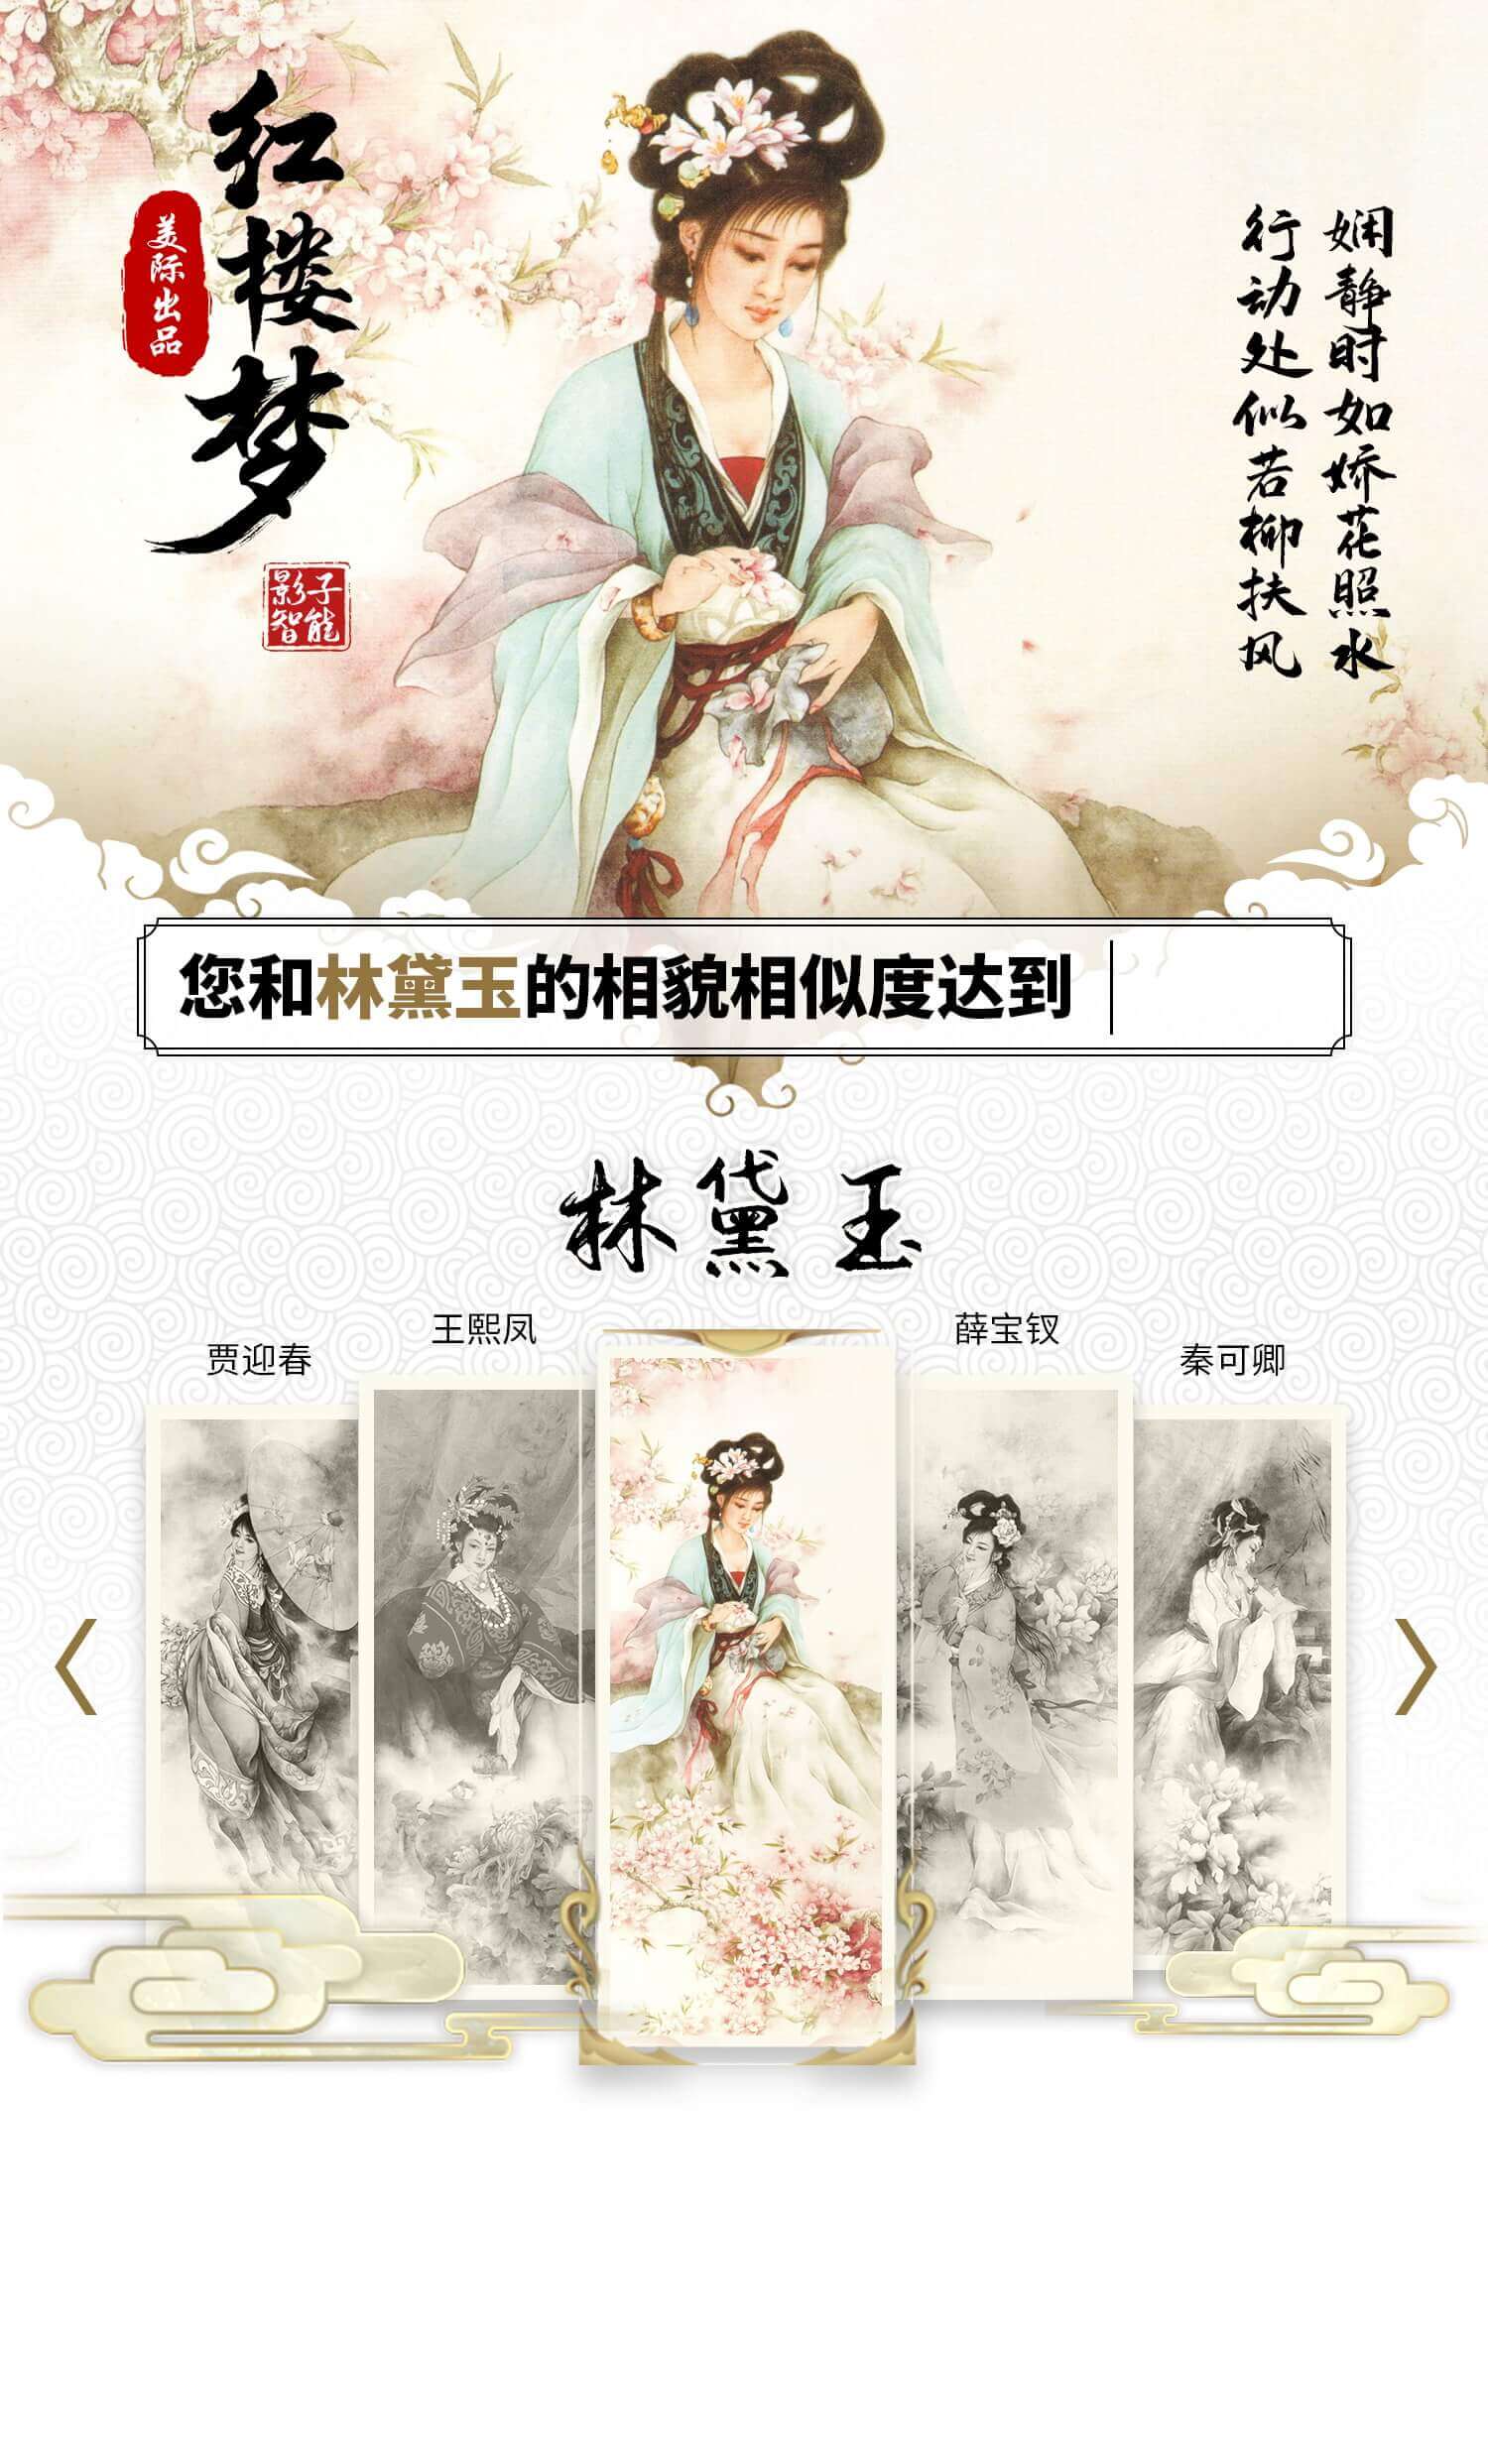 红楼梦
美际出品
影子智能
娴静时如娇花照水
行动处似若柳扶风
您和林黛玉的相貌相似度达到
林黛玉
贾迎春
王熙凤
薛宝钗
秦可卿